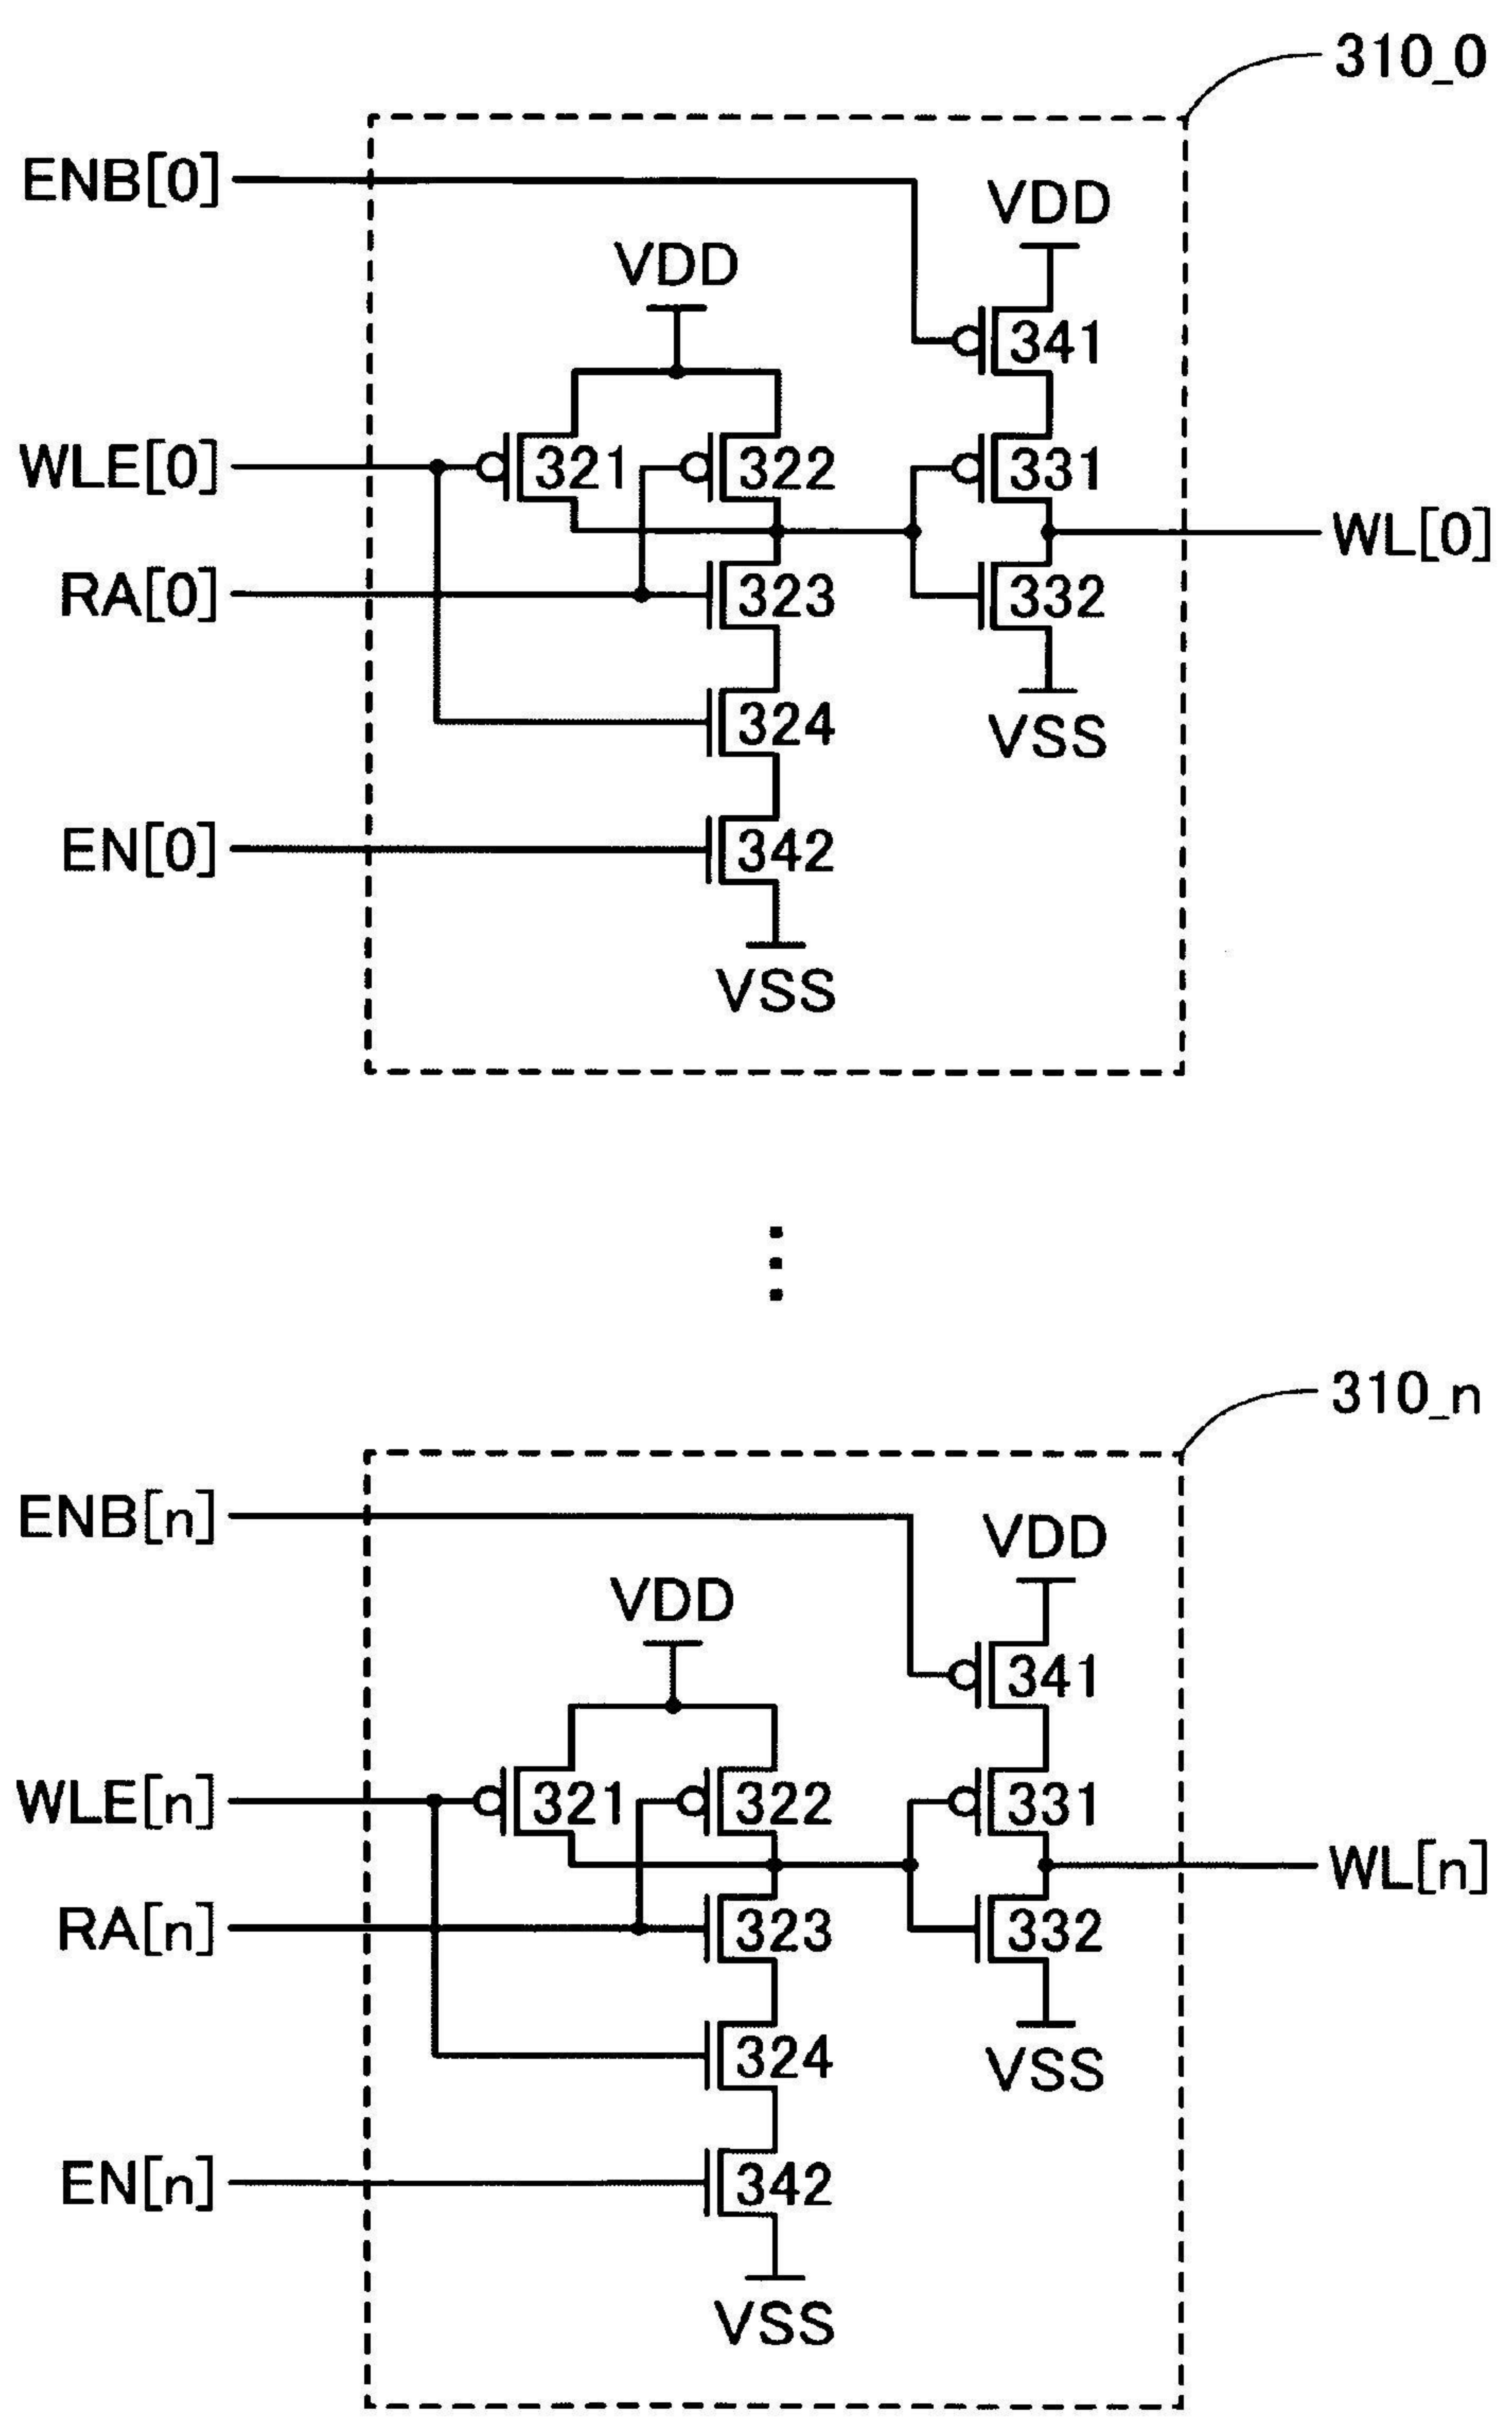 310_0
ENB[0]
VDD
VDD
341
WLE[0]
321
322
331
WL[0]
RA[0]
323
332
324
VSS
EN[0]
342
VSS
310_n
ENB[n]
VDD
VDD
341
WLE[n]
321
322
331
WL[n]
RA[n]
323
332
324
VSS
EN[n]
342
VSS